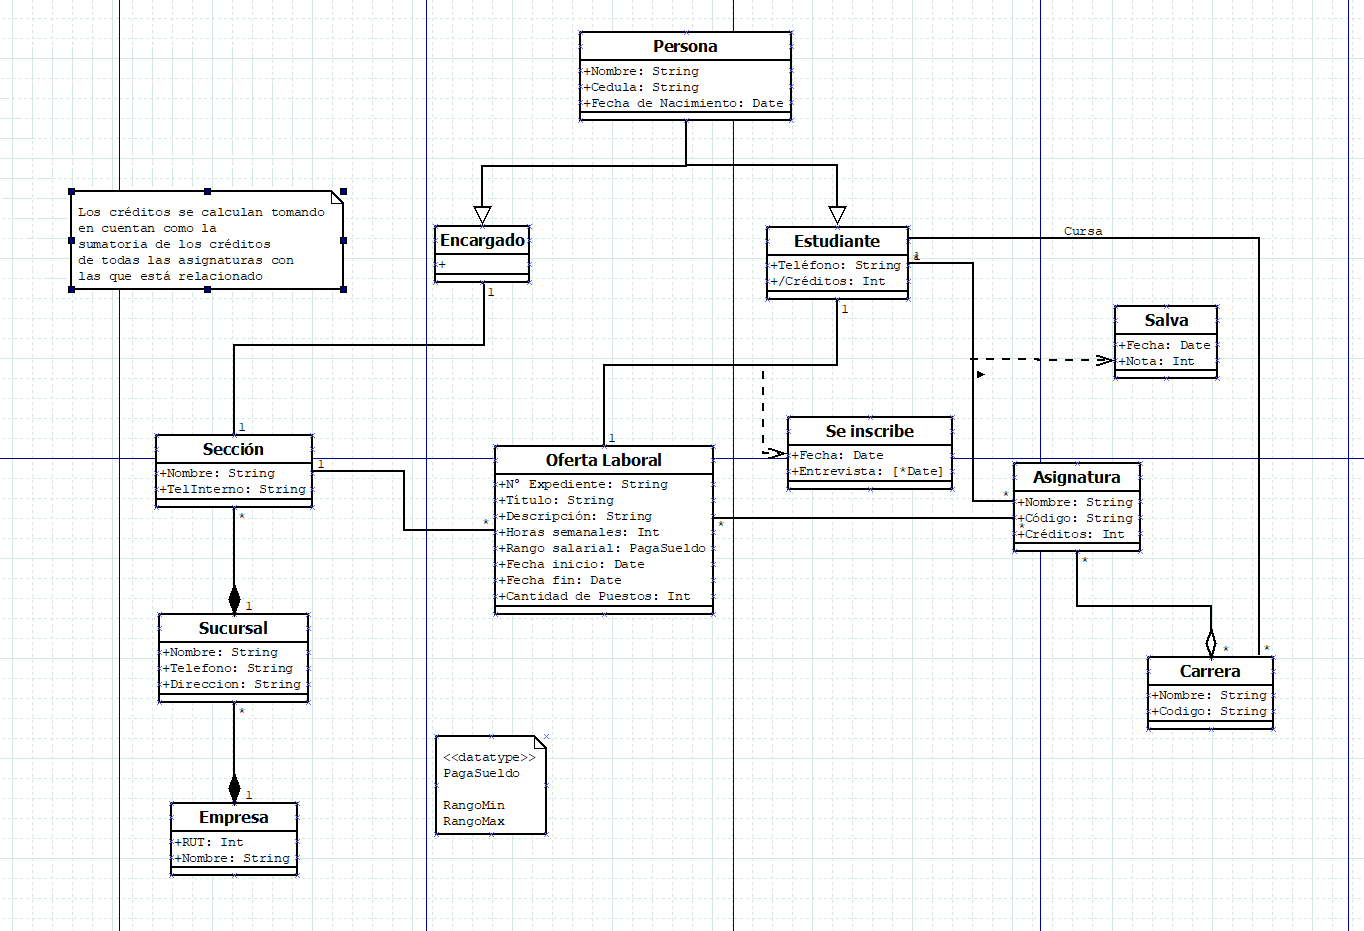 Persona
+Nombre: String
+Cedula: String
+Fecha de Nacimiento: Date
Los créditos se calculan tomando
en cuentan como la
sumatoria de los créditos
de todas las asignaturas con
las que está relacionado
Encargado
+
1
Estudiante
+Teléfono: String
+/Créditos: Int
1
Cursa
Salva
+Fecha: Date
+Nota: Int
Se inscribe
+Fecha: Date
+Entrevista: [*Date]
1
Sección
+Nombre: String
+TelInterno: String
1
*
*
1
Oferta Laboral
+Nº Expediente: String
+Título: String
+Descripción: String
+Horas semanales: Int
+Rango salarial: PagaSueldo
+Fecha inicio: Date
+Fecha fin: Date
+Cantidad de Puestos: Int
*
*
*
Asignatura
+Nombre: String
+Código: String
+Créditos: Int
*
1
Sucursal
+Nombre: String
+Telefono: String
+Direccion: String
*
*
*
Carrera
+Nombre: String
+Codigo: String
<<datatype>>
PagaSueldo
RangoMin
RangoMax
1
Empresa
+RUT: Int
+Nombre: String